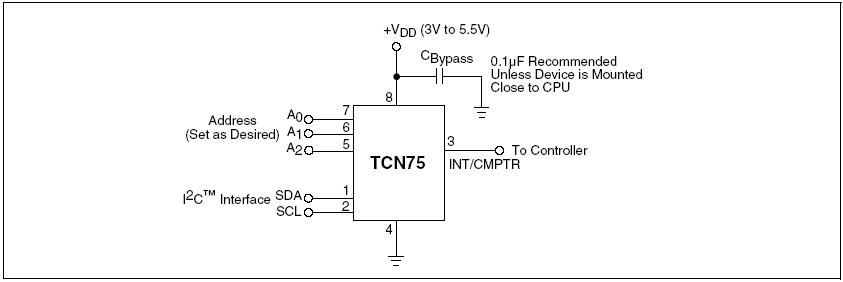 +VDD (3V to 5.5V)
CBypass
0.1µF Recommended
Unless Device is Mounted
Close to CPU
8
Address
(Set as Desired)
A0
7
A1
6
A2
5
TCN75
3
INT/CMPTR
To Controller
I2C™ Interface
SDA
1
SCL
2
4